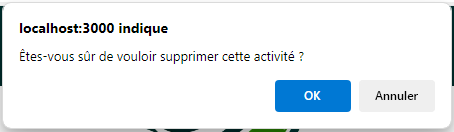 localhost:3000 indique
Êtes-vous sûr de vouloir supprimer cette activité ?
OK
Annuler